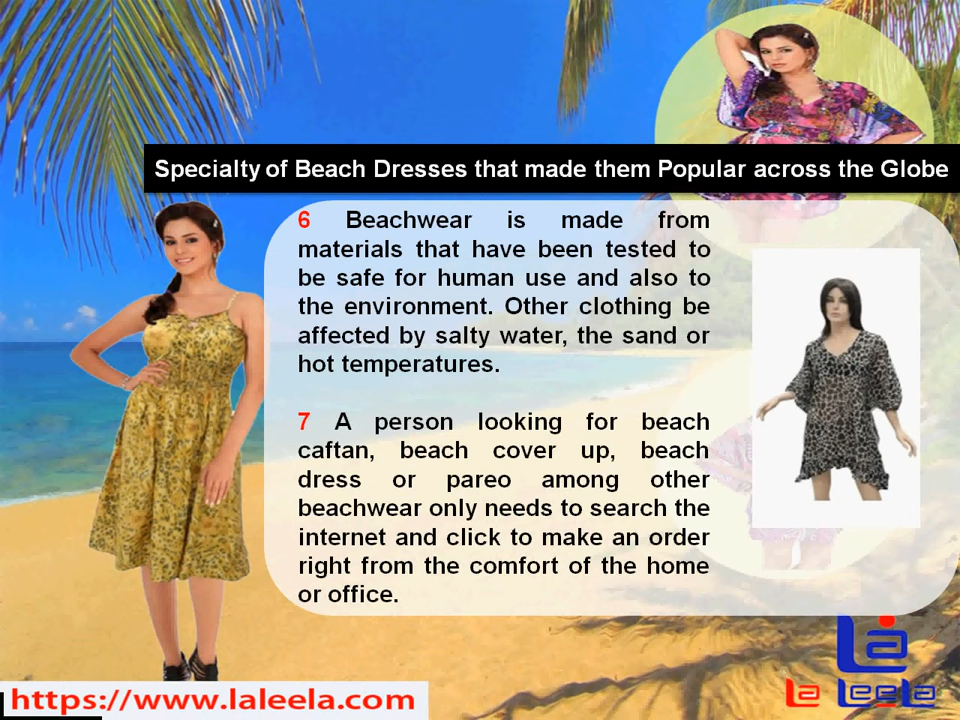 Specialty of Beach Dresses that made them Popular across the Globe
6 Beachwear is made from
materials that have been tested to
be safe for human use and also to
the environment. Other clothing be
affected by salty water, the sand or
hot temperatures.
7 A person looking for beach
caftan, beach cover up, beach
dress or pareo among other
beachwear only needs to search the
internet and click to make an order
right from the comfort of the home
or office.
La
La Leela
https://www.laleela.com